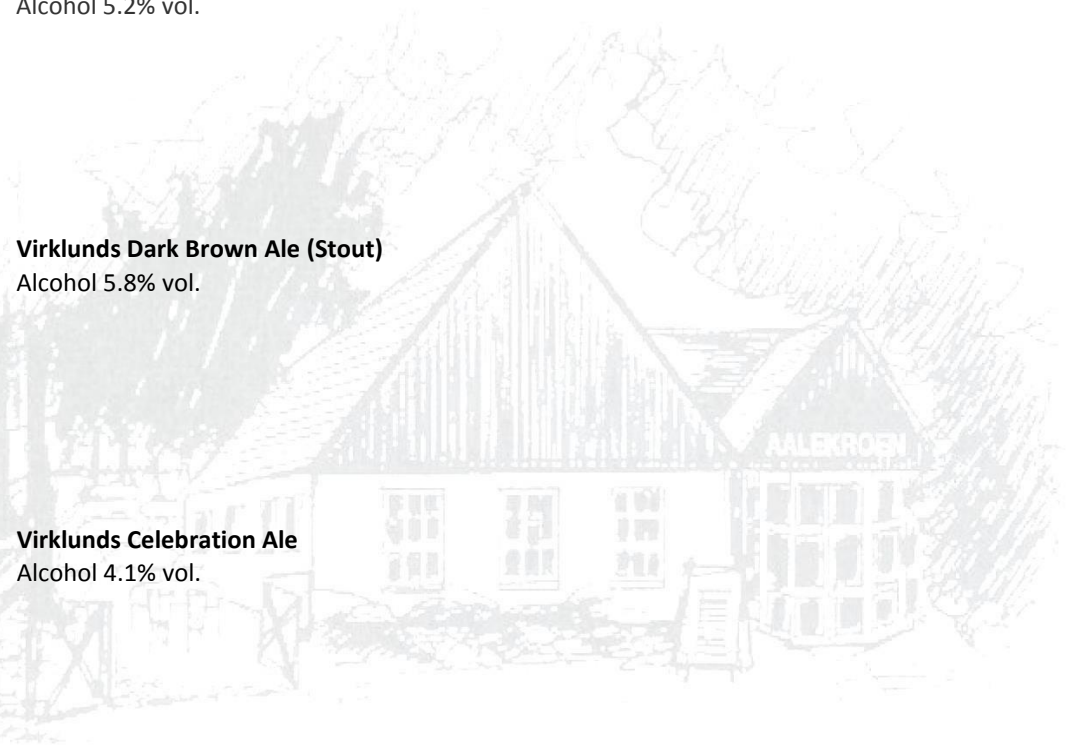 Alcohol 5.2% vol.
Virklunds Dark Brown Ale (Stout)
Alcohol 5.8% vol.
AALEKROEN
Virklunds Celebration Ale
Alcohol 4.1% vol.